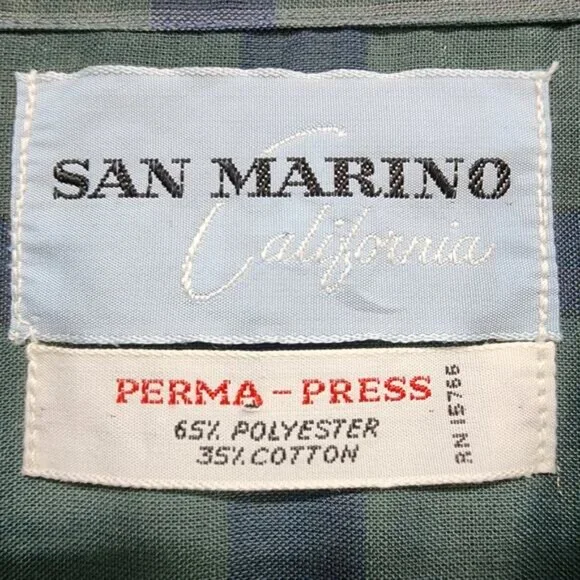 SAN MARINO
California
PERMA-PRESS
65% POLYESTER
35% COTTON
RN 15766